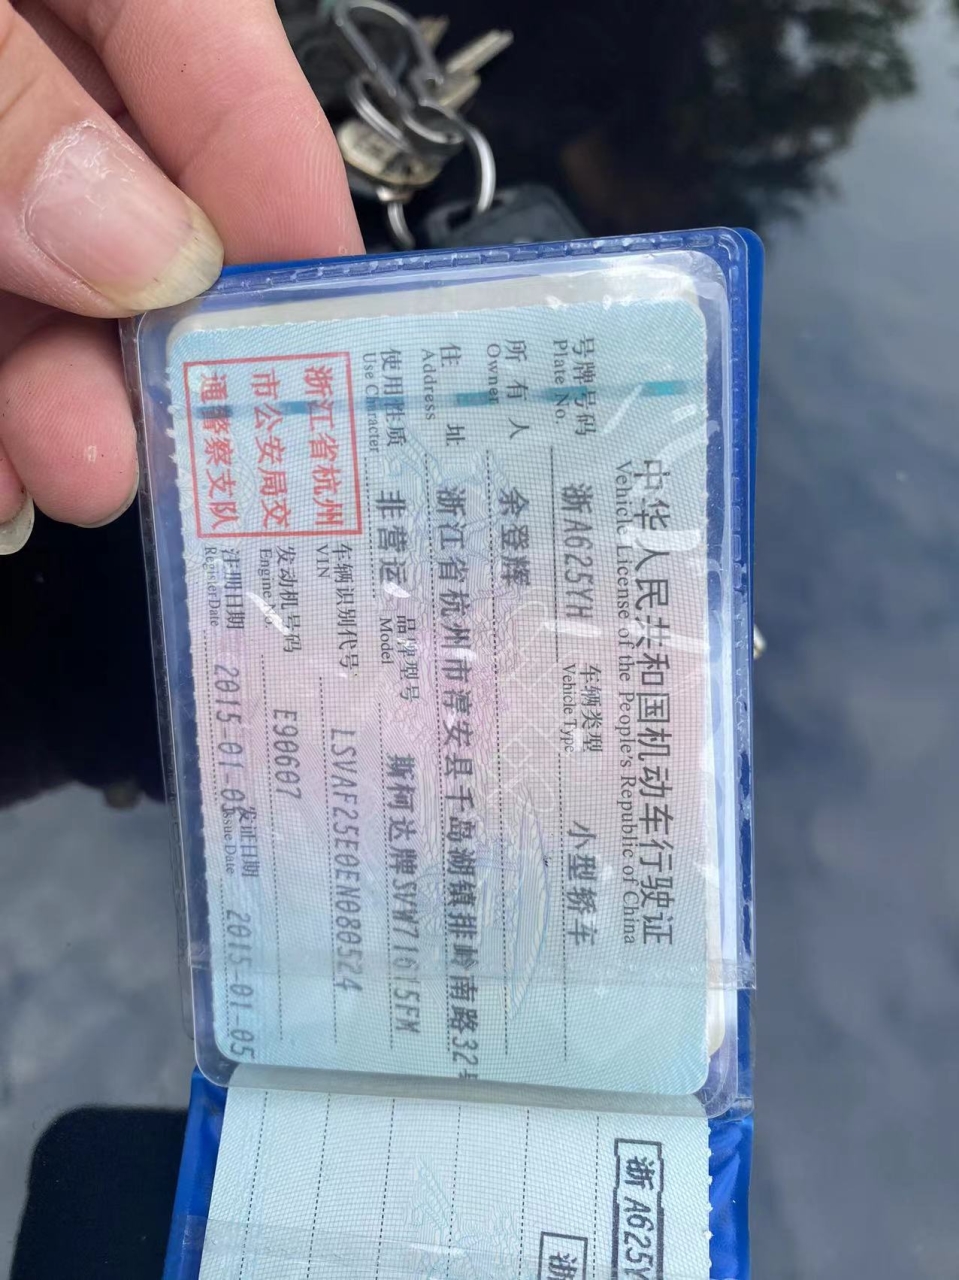 中华人民共和国机动车行驶证
Vehicle License of the People's Republic of China
号牌号码 浙A625YH 车辆类型 小型轿车
Plate No. Vehicle Type
所有人 余登辉
Owner
住址 浙江省杭州市淳安县千岛湖镇排岭南路32号
Address
使用性质 非营运 品牌型号 斯柯达牌SVW71615FM
Use Character Model
浙江省杭州
市公安局交
通警察支队
车辆识别代号 LSVAF25E0EN080524
VIN
发动机号码 E90607
Engine No.
注册日期 2015-01-05 发证日期 2015-01-05
Register Date Issue Date
浙A625Y
浙